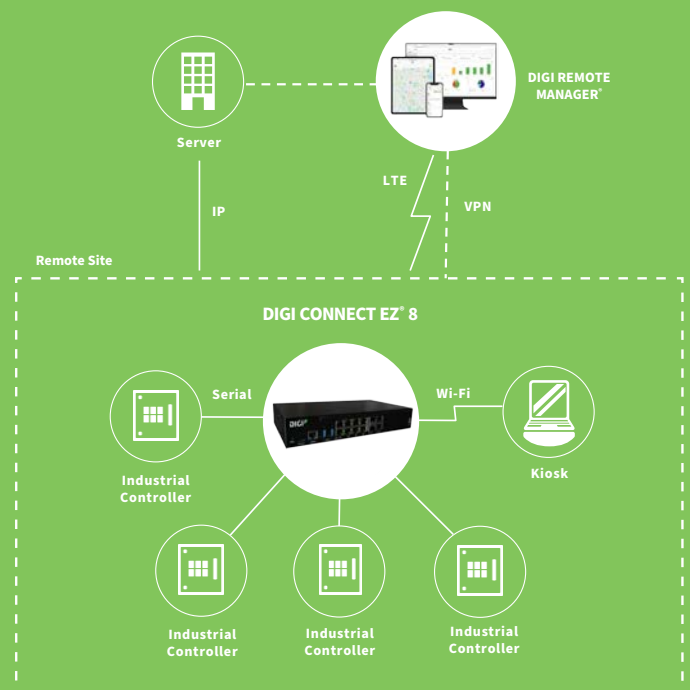 DIGI REMOTE
MANAGER®
Server
LTE
VPN
IP
Remote Site
DIGI CONNECT EZ® 8
Serial
Wi-Fi
DIGI
Industrial
Controller
Kiosk
Industrial
Controller
Industrial
Controller
Industrial
Controller